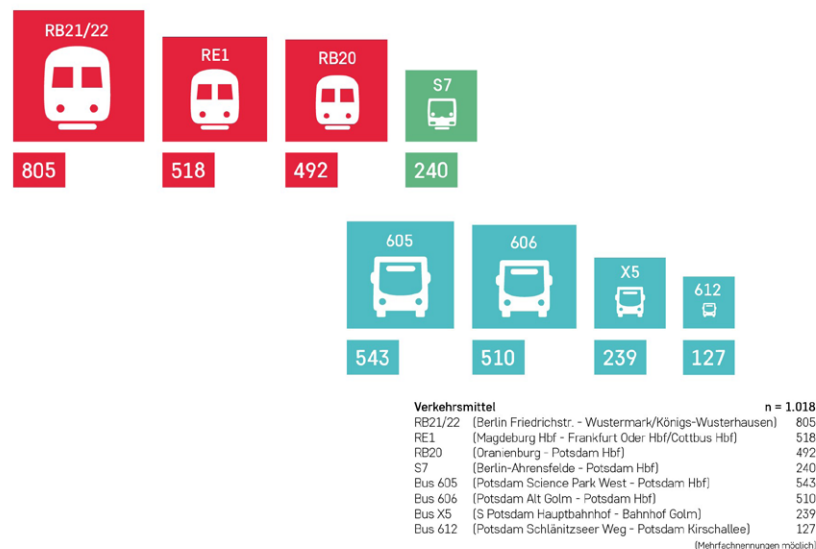 RB21/22
RE1
RB20
S7
805
518
492
240
605
606
X5
612
543
510
239
127
Verkehrsmittel n = 1.018
RB21/22 (Berlin Friedrichstr. - Wustermark/Königs-Wusterhausen) 805
RE1 (Magdeburg Hbf - Frankfurt Oder Hbf/Cottbus Hbf) 518
RB20 (Oranienburg - Potsdam Hbf) 492
S7 (Berlin-Ahrensfelde - Potsdam Hbf) 240
Bus 605 (Potsdam Science Park West - Potsdam Hbf) 543
Bus 606 (Potsdam Alt Golm - Potsdam Hbf) 510
Bus X5 (S Potsdam Hauptbahnhof - Bahnhof Golm) 239
Bus 612 (Potsdam Schlänitzseer Weg - Potsdam Kirschallee) 127
(Mehrfachnennungen möglich)